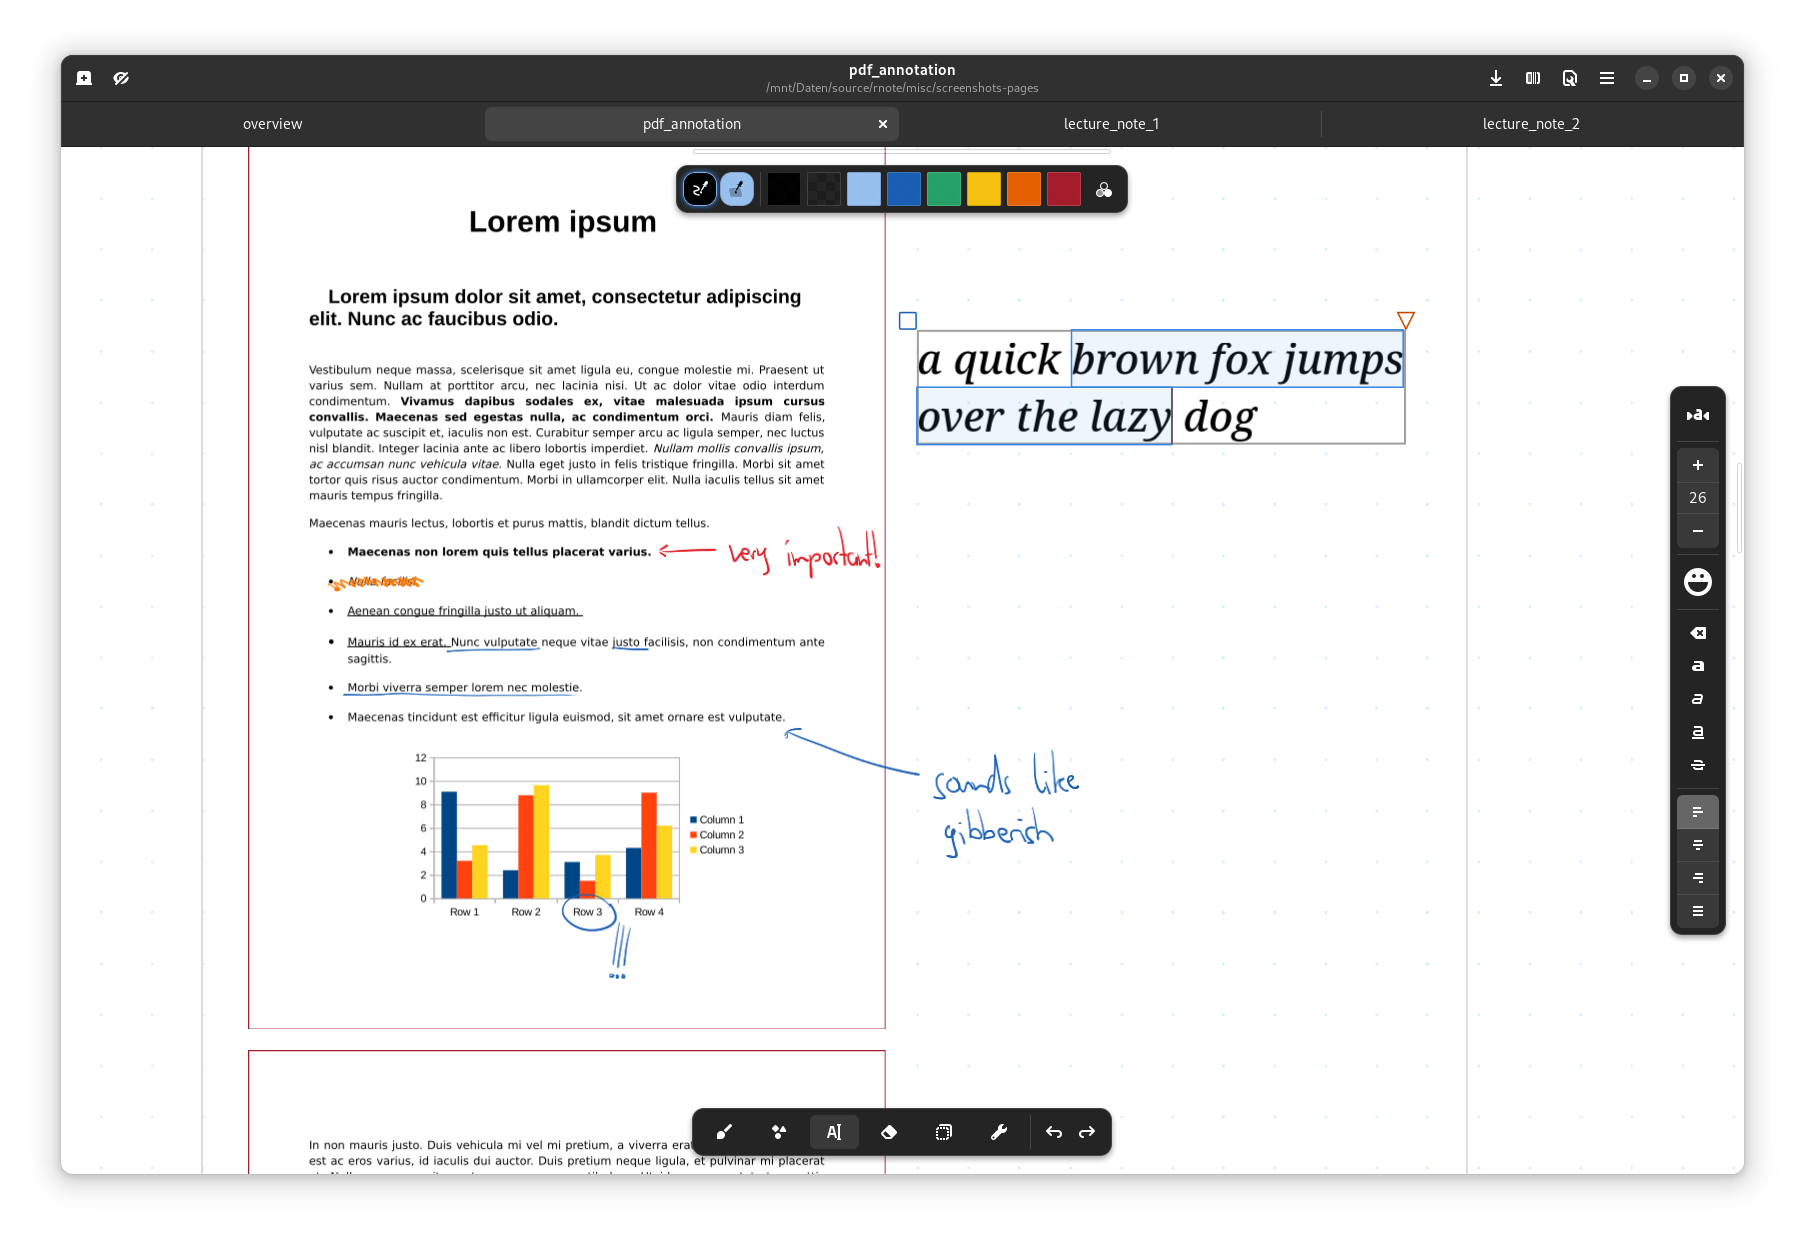 pdf_annotation
/mnt/Daten/source/rnote/misc/screenshots-pages
overview
pdf_annotation
lecture_note_1
lecture_note_2
Lorem ipsum
Lorem ipsum dolor sit amet, consectetur adipiscing
elit. Nunc ac faucibus odio.
Vestibulum neque massa, scelerisque sit amet ligula eu, congue molestie mi. Praesent ut
varius sem. Nullam at porttitor arcu, nec lacinia nisi. Ut ac dolor vitae odio interdum
condimentum. Vivamus dapibus sodales ex, vitae malesuada ipsum cursus
convallis. Maecenas sed egestas nulla, ac condimentum orci. Mauris diam felis,
vulputate ac suscipit et, iaculis non est. Curabitur semper arcu ac ligula semper, nec luctus
nisl blandit. Integer lacinia ante ac libero lobortis imperdiet. Nullam mollis convallis ipsum,
ac accumsan nunc vehicula vitae. Nulla eget justo in felis tristique fringilla. Morbi sit amet
tortor quis risus auctor condimentum. Morbi in ullamcorper elit. Nulla iaculis tellus sit amet
mauris tempus fringilla.
Maecenas mauris lectus, lobortis et purus mattis, blandit dictum tellus.
• Maecenas non lorem quis tellus placerat varius.
very important!
• Nulla facilisi.
• Aenean congue fringilla justo ut aliquam.
• Mauris id ex erat. Nunc vulputate neque vitae justo facilisis, non condimentum ante
sagittis.
• Morbi viverra semper lorem nec molestie.
• Maecenas tincidunt est efficitur ligula euismod, sit amet ornare est vulputate.
12
10
8
6
4
2
0
Row 1 Row 2 Row 3 Row 4
Column 1
Column 2
Column 3
!!!
a quick brown fox jumps
over the lazy dog
sounds like
gibberish
a
26
a
a
a
In non mauris justo. Duis vehicula mi vel mi pretium, a viverra erat
est ac eros varius, id iaculis dui auctor. Duis pretium neque ligula, et pulvinar mi placerat